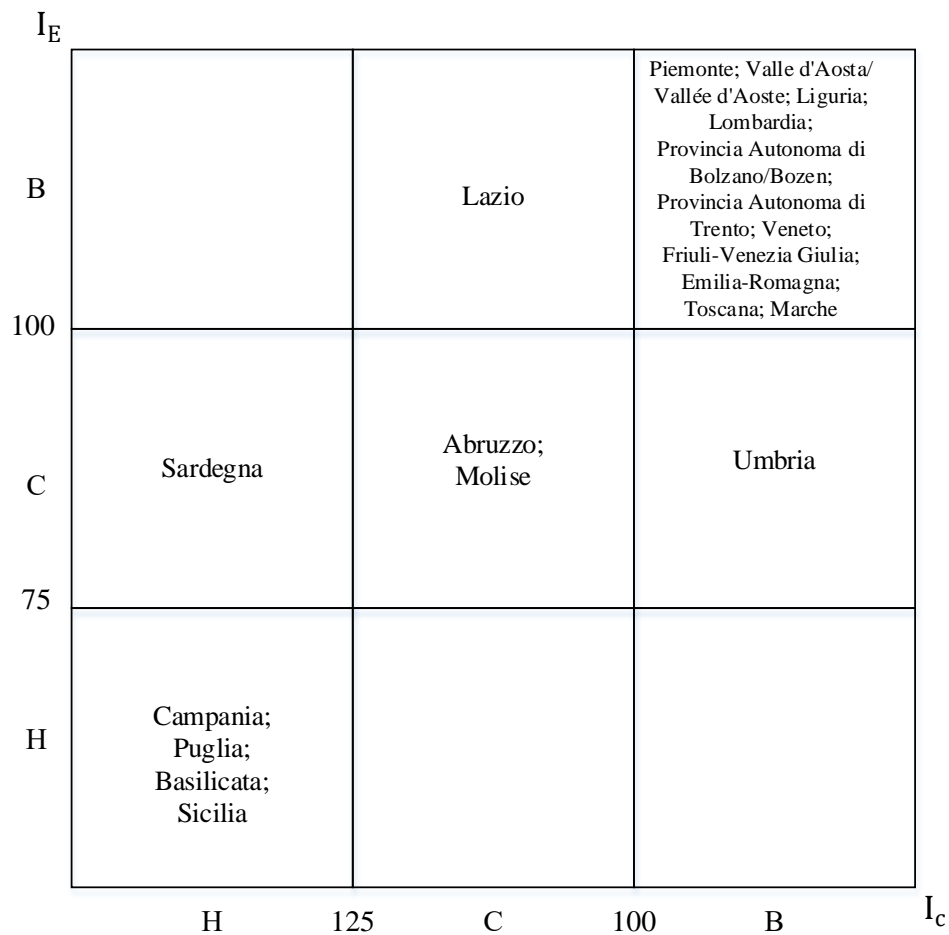 I_E
Piemonte; Valle d'Aosta/
Vallée d'Aoste; Liguria;
Lombardia;
Provincia Autonoma di
Bolzano/Bozen;
Provincia Autonoma di
Trento; Veneto;
Friuli-Venezia Giulia;
Emilia-Romagna;
Toscana; Marche
B
Lazio
100
Sardegna
Abruzzo;
Molise
Umbria
C
75
H
Campania;
Puglia;
Basilicata;
Sicilia
H
125
C
100
B
I_c